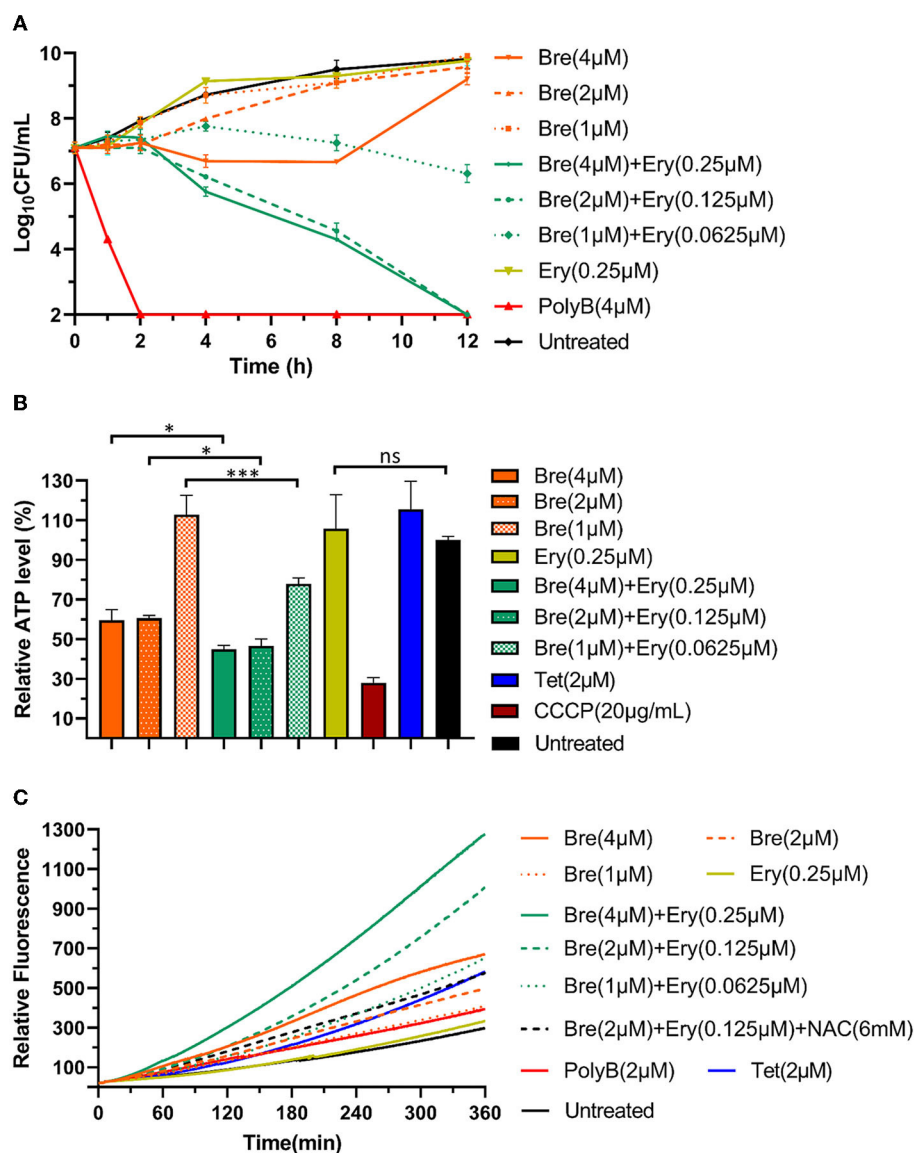 A
10
8
6
4
2
0
2
4
6
8
10
12
Log10CFU/mL
Time (h)
Bre(4μM)
Bre(2μM)
Bre(1μM)
Bre(4μM)+Ery(0.25μM)
Bre(2μM)+Ery(0.125μM)
Bre(1μM)+Ery(0.0625μM)
Ery(0.25μM)
PolyB(4μM)
Untreated
B
*
*
***
ns
130
110
90
70
50
30
10
Relative ATP level (%)
Bre(4μM)
Bre(2μM)
Bre(1μM)
Ery(0.25μM)
Bre(4μM)+Ery(0.25μM)
Bre(2μM)+Ery(0.125μM)
Bre(1μM)+Ery(0.0625μM)
Tet(2μM)
CCCP(20μg/mL)
Untreated
C
1300
1100
900
700
500
300
100
Relative Fluorescence
0 60 120 180 240 300 360
Time(min)
Bre(4μM) Bre(2μM)
Bre(1μM) Ery(0.25μM)
Bre(4μM)+Ery(0.25μM)
Bre(2μM)+Ery(0.125μM)
Bre(1μM)+Ery(0.0625μM)
Bre(2μM)+Ery(0.125μM)+NAC(6mM)
PolyB(2μM) Tet(2μM)
Untreated